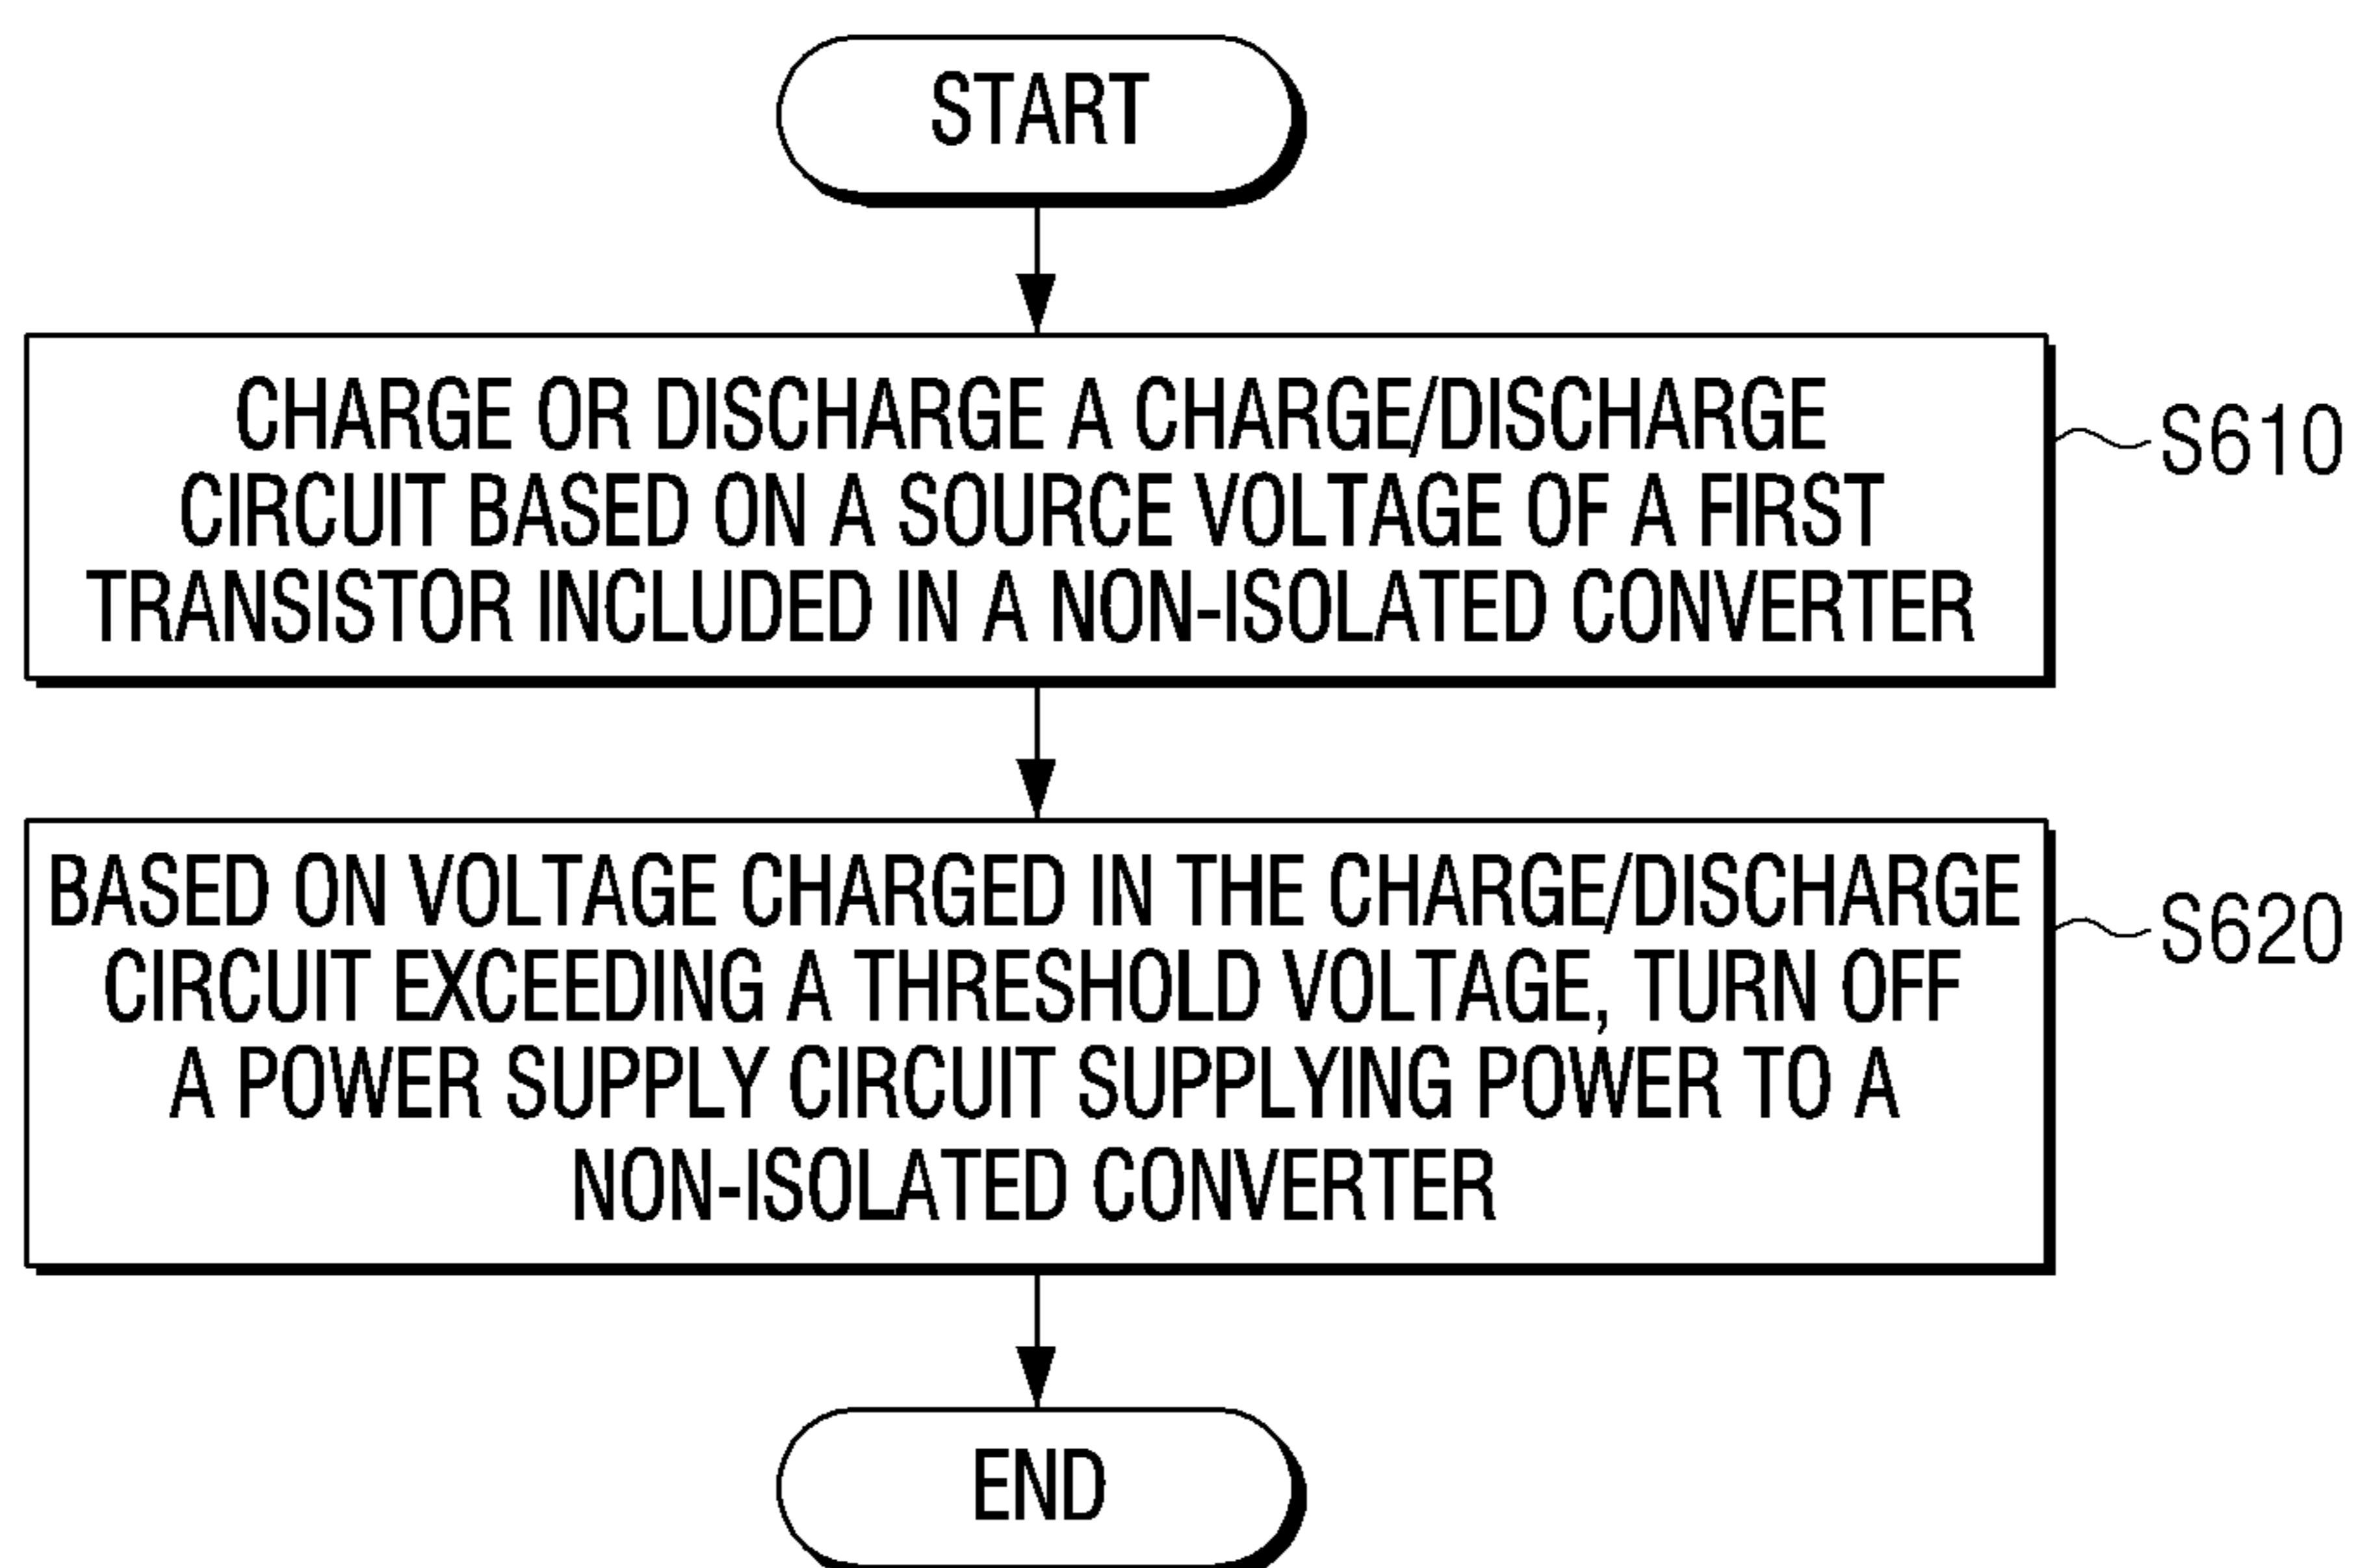 START
CHARGE OR DISCHARGE A CHARGE/DISCHARGE
CIRCUIT BASED ON A SOURCE VOLTAGE OF A FIRST
TRANSISTOR INCLUDED IN A NON-ISOLATED CONVERTER
S610
BASED ON VOLTAGE CHARGED IN THE CHARGE/DISCHARGE
CIRCUIT EXCEEDING A THRESHOLD VOLTAGE, TURN OFF
A POWER SUPPLY CIRCUIT SUPPLYING POWER TO A
NON-ISOLATED CONVERTER
S620
END